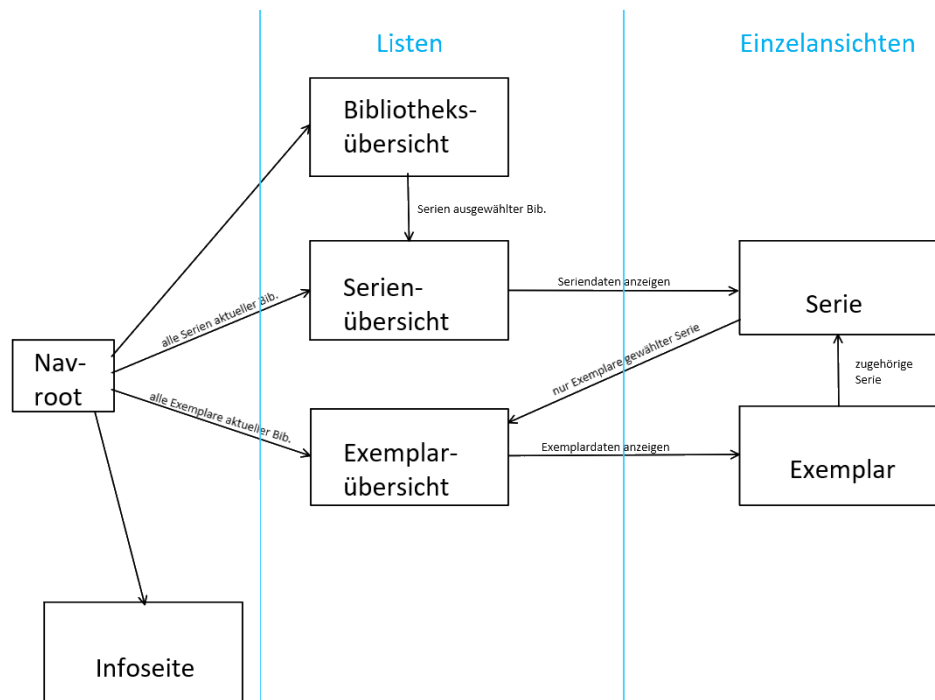 Listen
Einzelansichten
Bibliotheks-
übersicht
Serien ausgewählter Bib.
Serien-
übersicht
Seriendaten anzeigen
Serie
alle Serien aktueller Bib.
Nav-
root
nur Exemplare gewählter Serie
zugehörige
Serie
alle Exemplare aktueller Bib.
Exemplar-
übersicht
Exemplardaten anzeigen
Exemplar
Infoseite